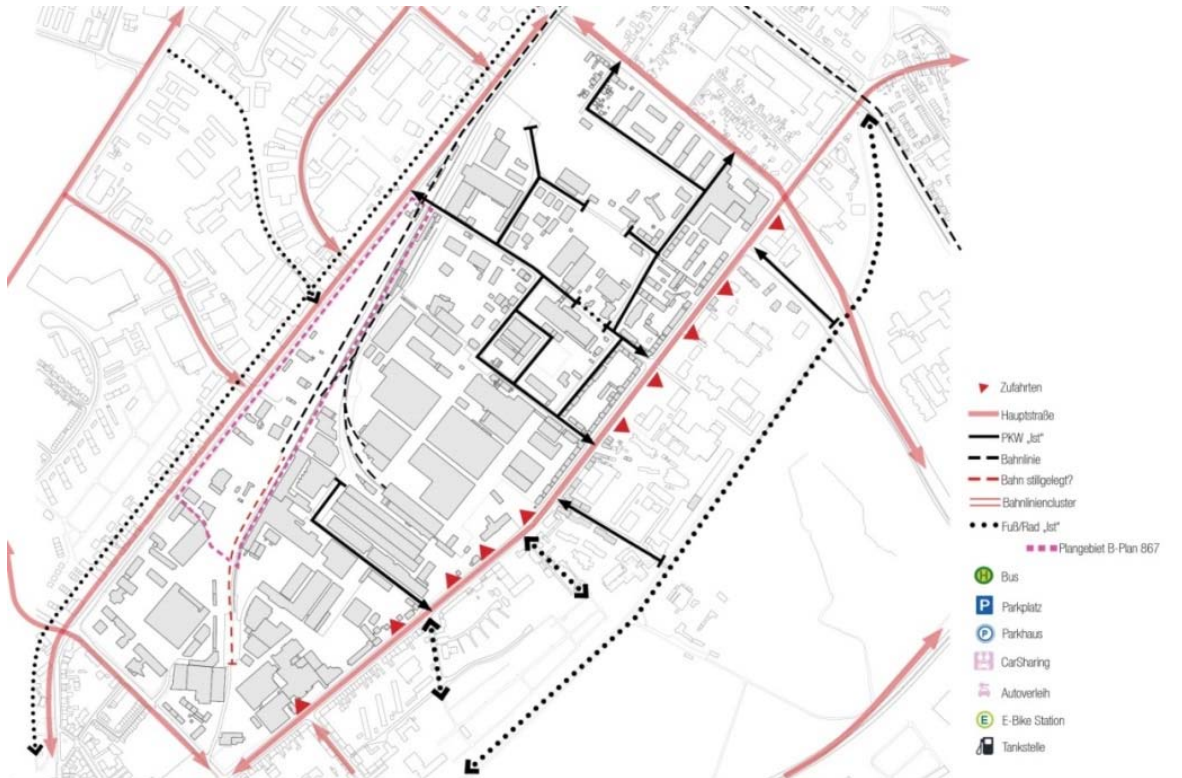 Zufahrten
Hauptstraße
PKW „Ist"
Bahnlinie
Bahn stillgelegt?
Bahnliniencluster
Fuß/Rad „Ist"
Plangebiet B-Plan 867
H Bus
P Parkplatz
P Parkhaus
CarSharing
Autoverleih
E E-Bike Station
Tankstelle